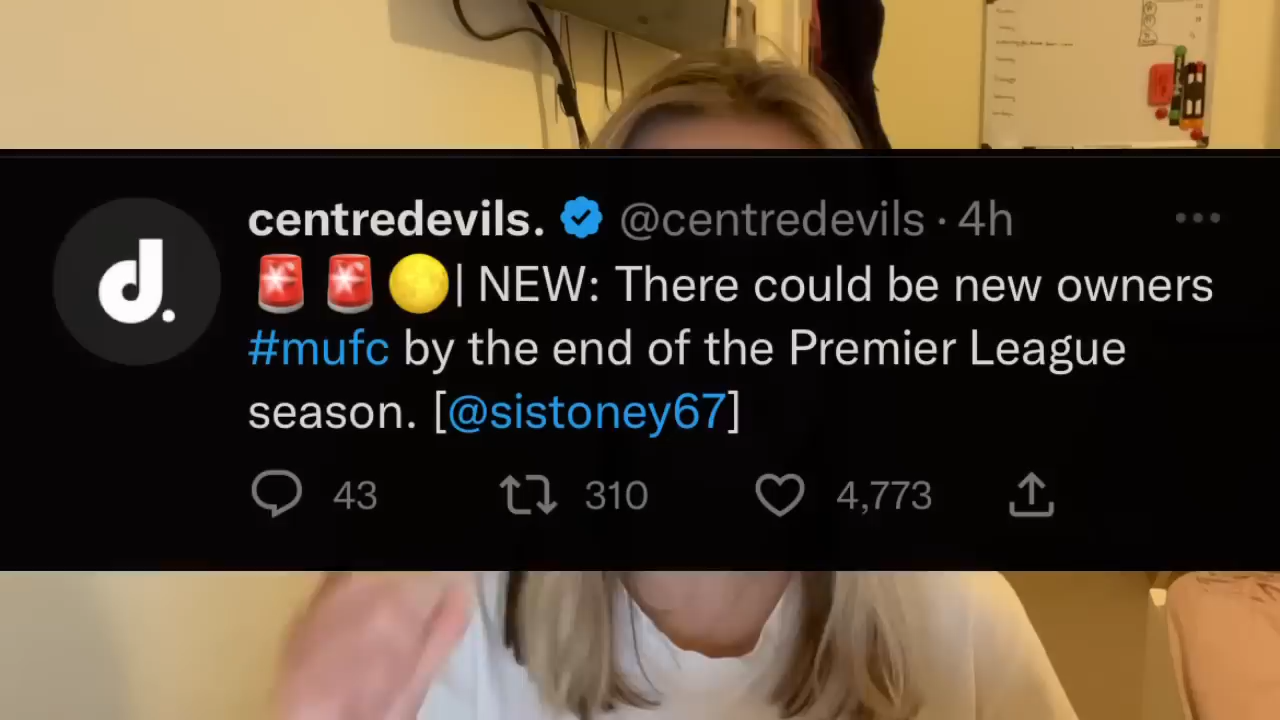 d.
centredevils. @centredevils · 4h
🚨 🚨 🌕| NEW: There could be new owners
#mufc by the end of the Premier League
season. [@sistoney67]
43 310 4,773